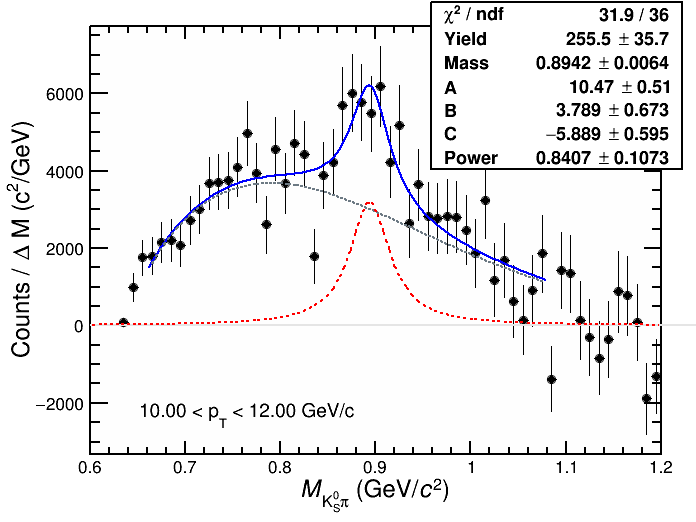 χ² / ndf 31.9 / 36
Yield 255.5 ± 35.7
Mass 0.8942 ± 0.0064
A 10.47 ± 0.51
B 3.789 ± 0.673
C −5.889 ± 0.595
Power 0.8407 ± 0.1073
Counts / Δ M (c²/GeV)
6000
4000
2000
0
−2000
10.00 < p_T < 12.00 GeV/c
0.6 0.7 0.8 0.9 1 1.1 1.2
M_{K⁰_Sπ} (GeV/c²)